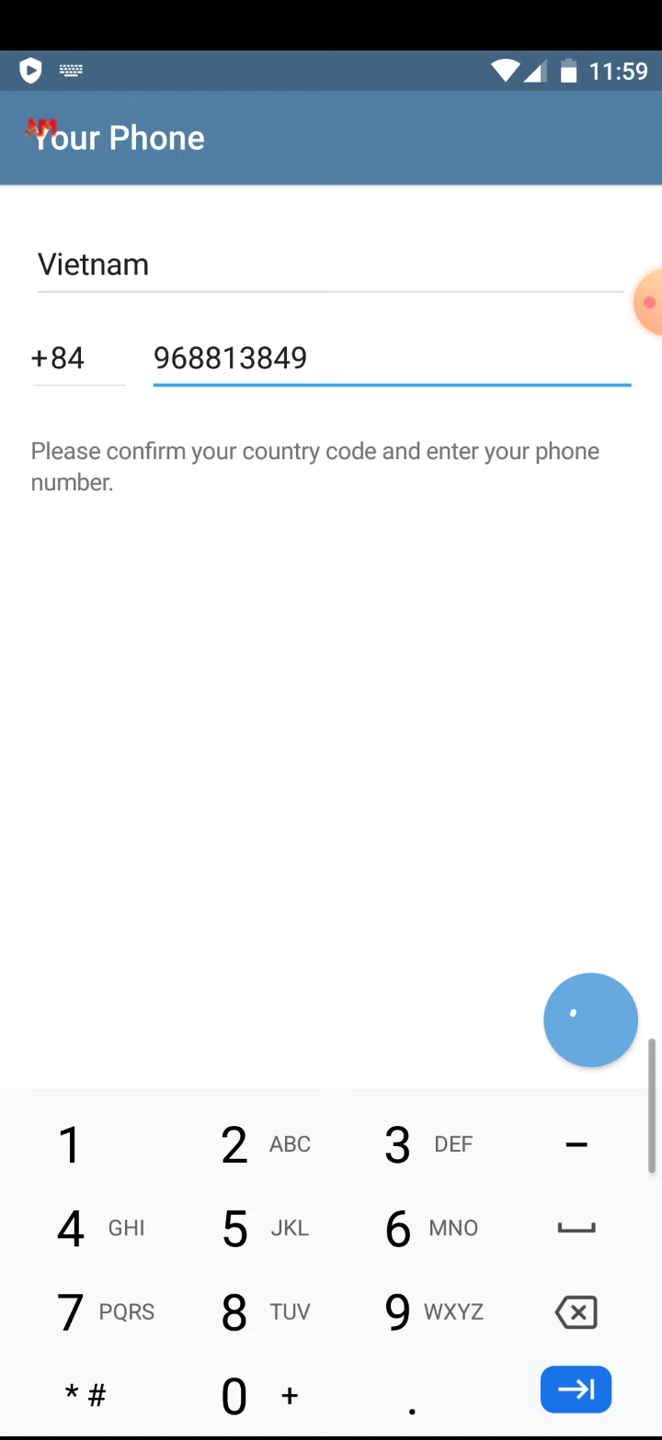 11:59
AM
Your Phone
Vietnam
+84 968813849
Please confirm your country code and enter your phone
number.
1 2 ABC 3 DEF –
4 GHI 5 JKL 6 MNO
7 PQRS 8 TUV 9 WXYZ
* # 0 + .